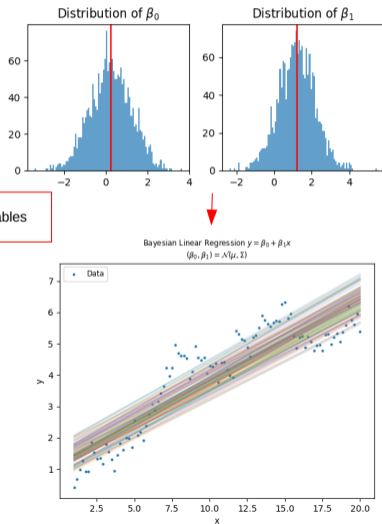 Distribution of β₀
Distribution of β₁
60
40
20
0
−2 0 2 4
60
40
20
0
−2 0 2 4
ables
Bayesian Linear Regression y = β₀ + β₁x
(β₀, β₁) = 𝒩(μ, Σ)
Data
7
6
5
4
3
2
1
y
2.5 5.0 7.5 10.0 12.5 15.0 17.5 20.0
x